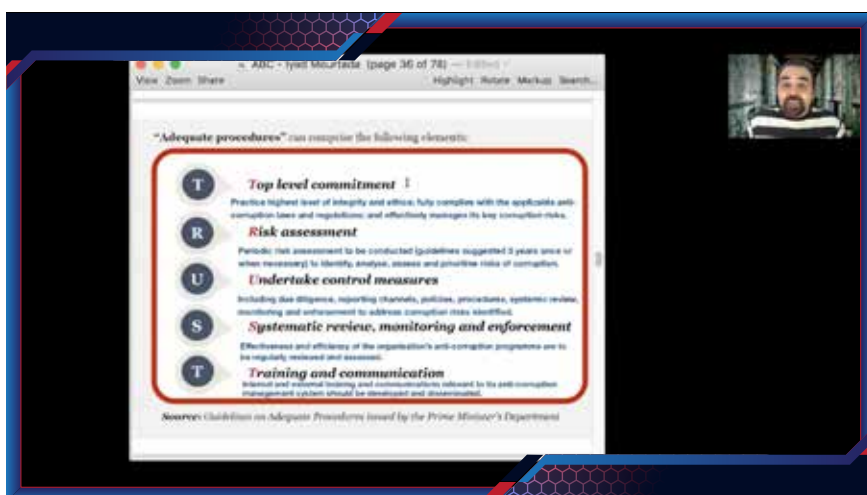 ABC - Iyad Mourtada (page 36 of 78) — Edited
View Zoom Share Highlight Rotate Markup Search...
"Adequate procedures" can comprise the following elements:
T Top level commitment
Practice highest level of integrity and ethics; fully complies with the applicable anti-
corruption laws and regulations; and effectively manages its key corruption risks.
R Risk assessment
Periodic risk assessment to be conducted (guidelines suggested 3 years once or
when necessary) to identify, analyse, assess and prioritise risks of corruption.
U Undertake control measures
Including due diligence, reporting channels, policies, procedures, systemic review,
monitoring and enforcement to address corruption risks identified.
S Systematic review, monitoring and enforcement
Effectiveness and efficiency of the organisation's anti-corruption programme are to
be regularly reviewed and assessed.
T Training and communication
Internal and external training and communications relevant to its anti-corruption
management system should be developed and disseminated.
Source: Guidelines on Adequate Procedures issued by the Prime Minister's Department